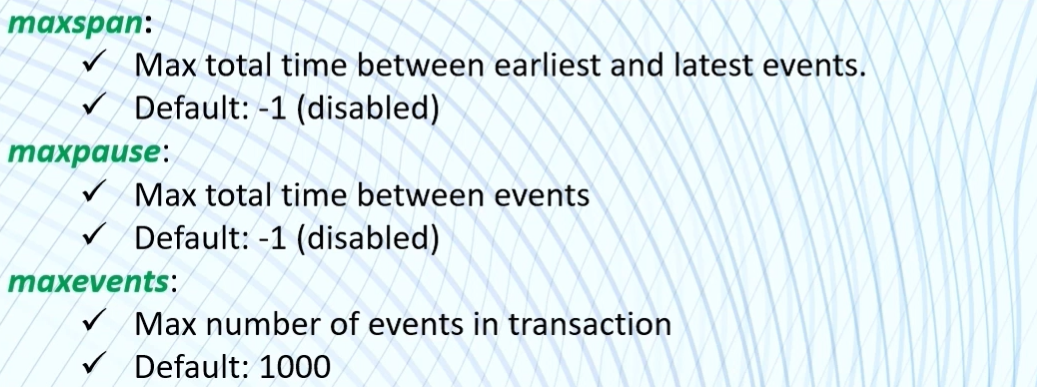 maxspan:
✓ Max total time between earliest and latest events.
✓ Default: -1 (disabled)
maxpause:
✓ Max total time between events
✓ Default: -1 (disabled)
maxevents:
✓ Max number of events in transaction
✓ Default: 1000